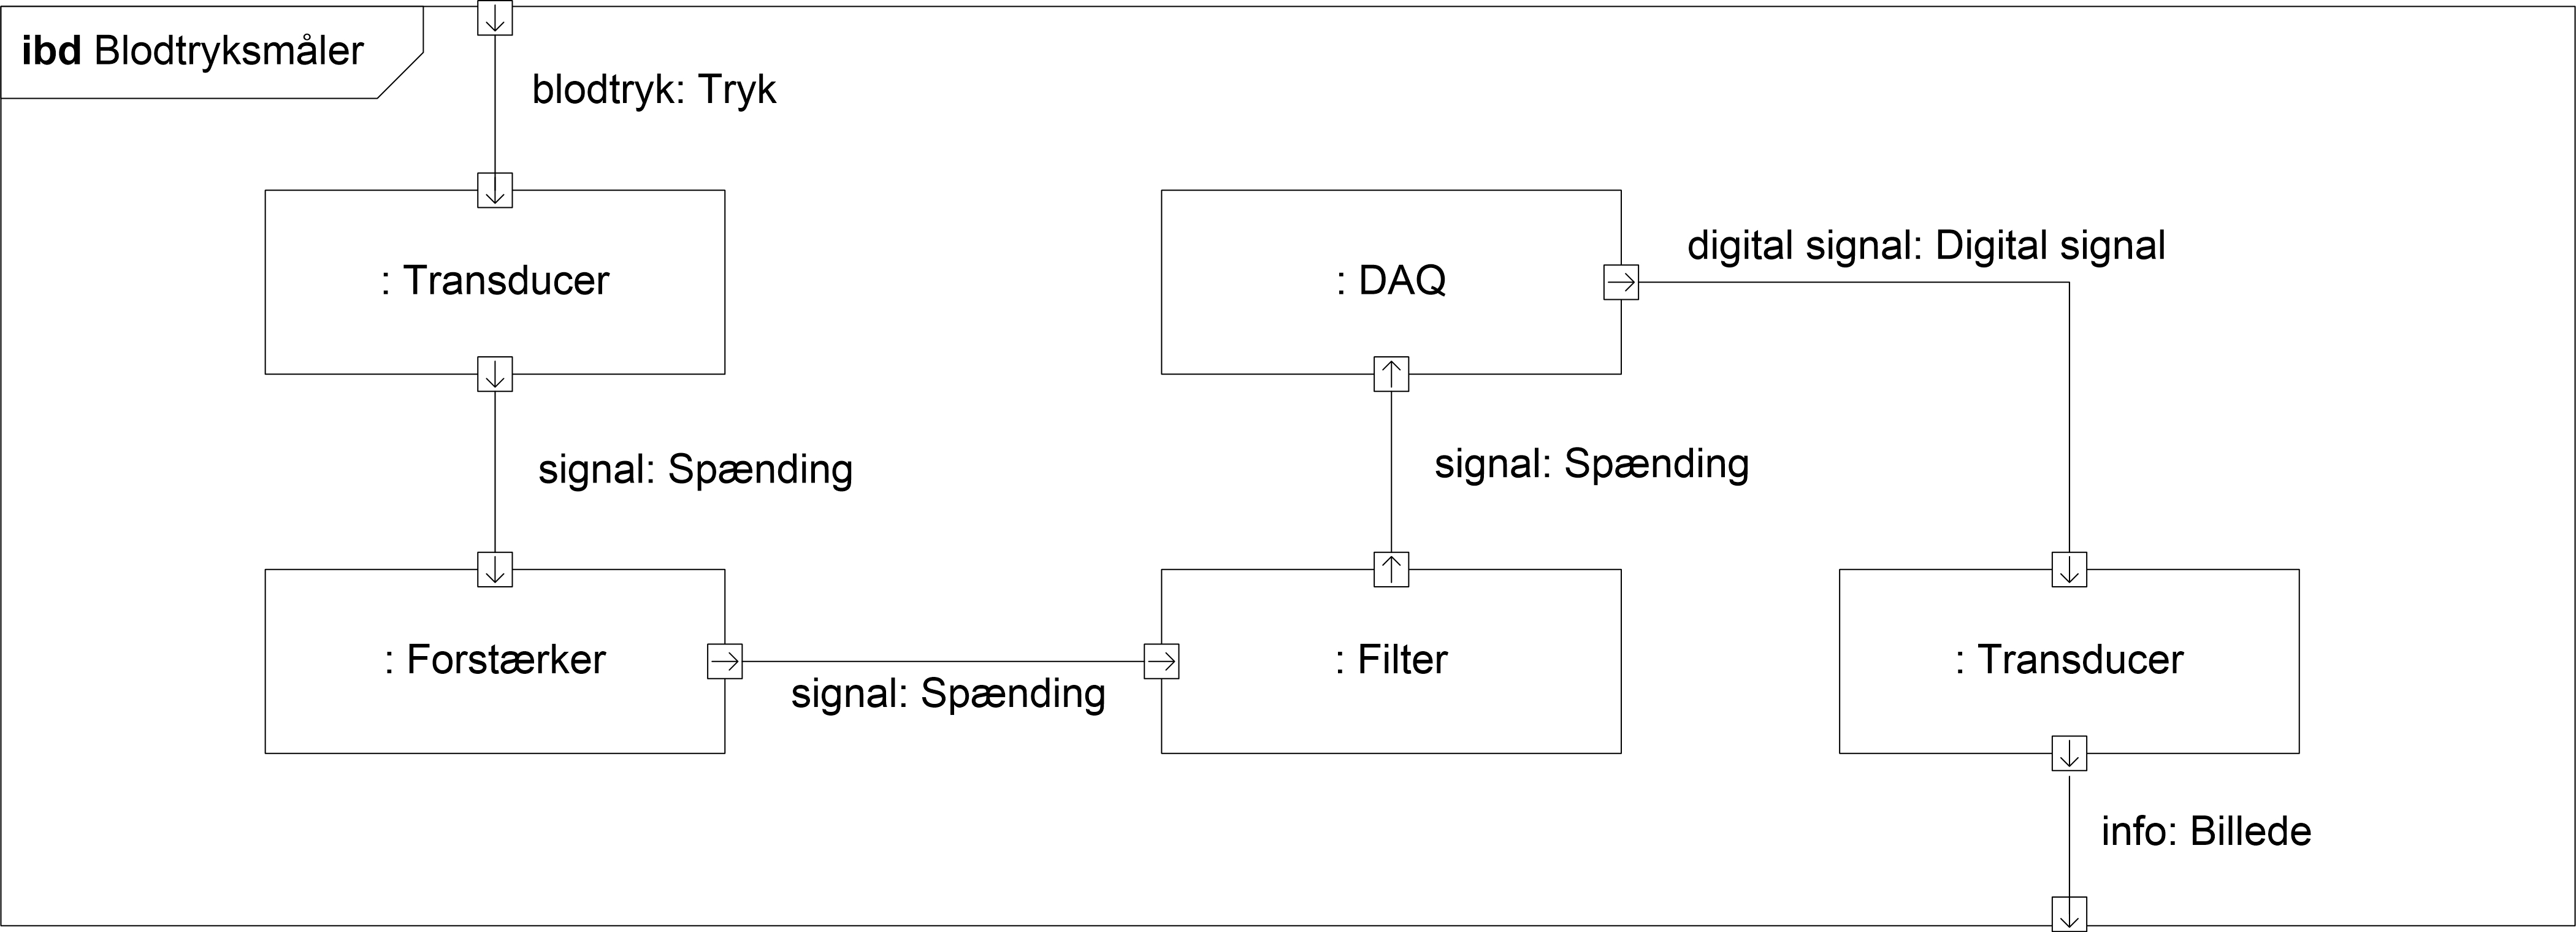 ibd Blodtryksmåler
blodtryk: Tryk
: Transducer
signal: Spænding
: Forstærker
signal: Spænding
: Filter
signal: Spænding
: DAQ
digital signal: Digital signal
: Transducer
info: Billede